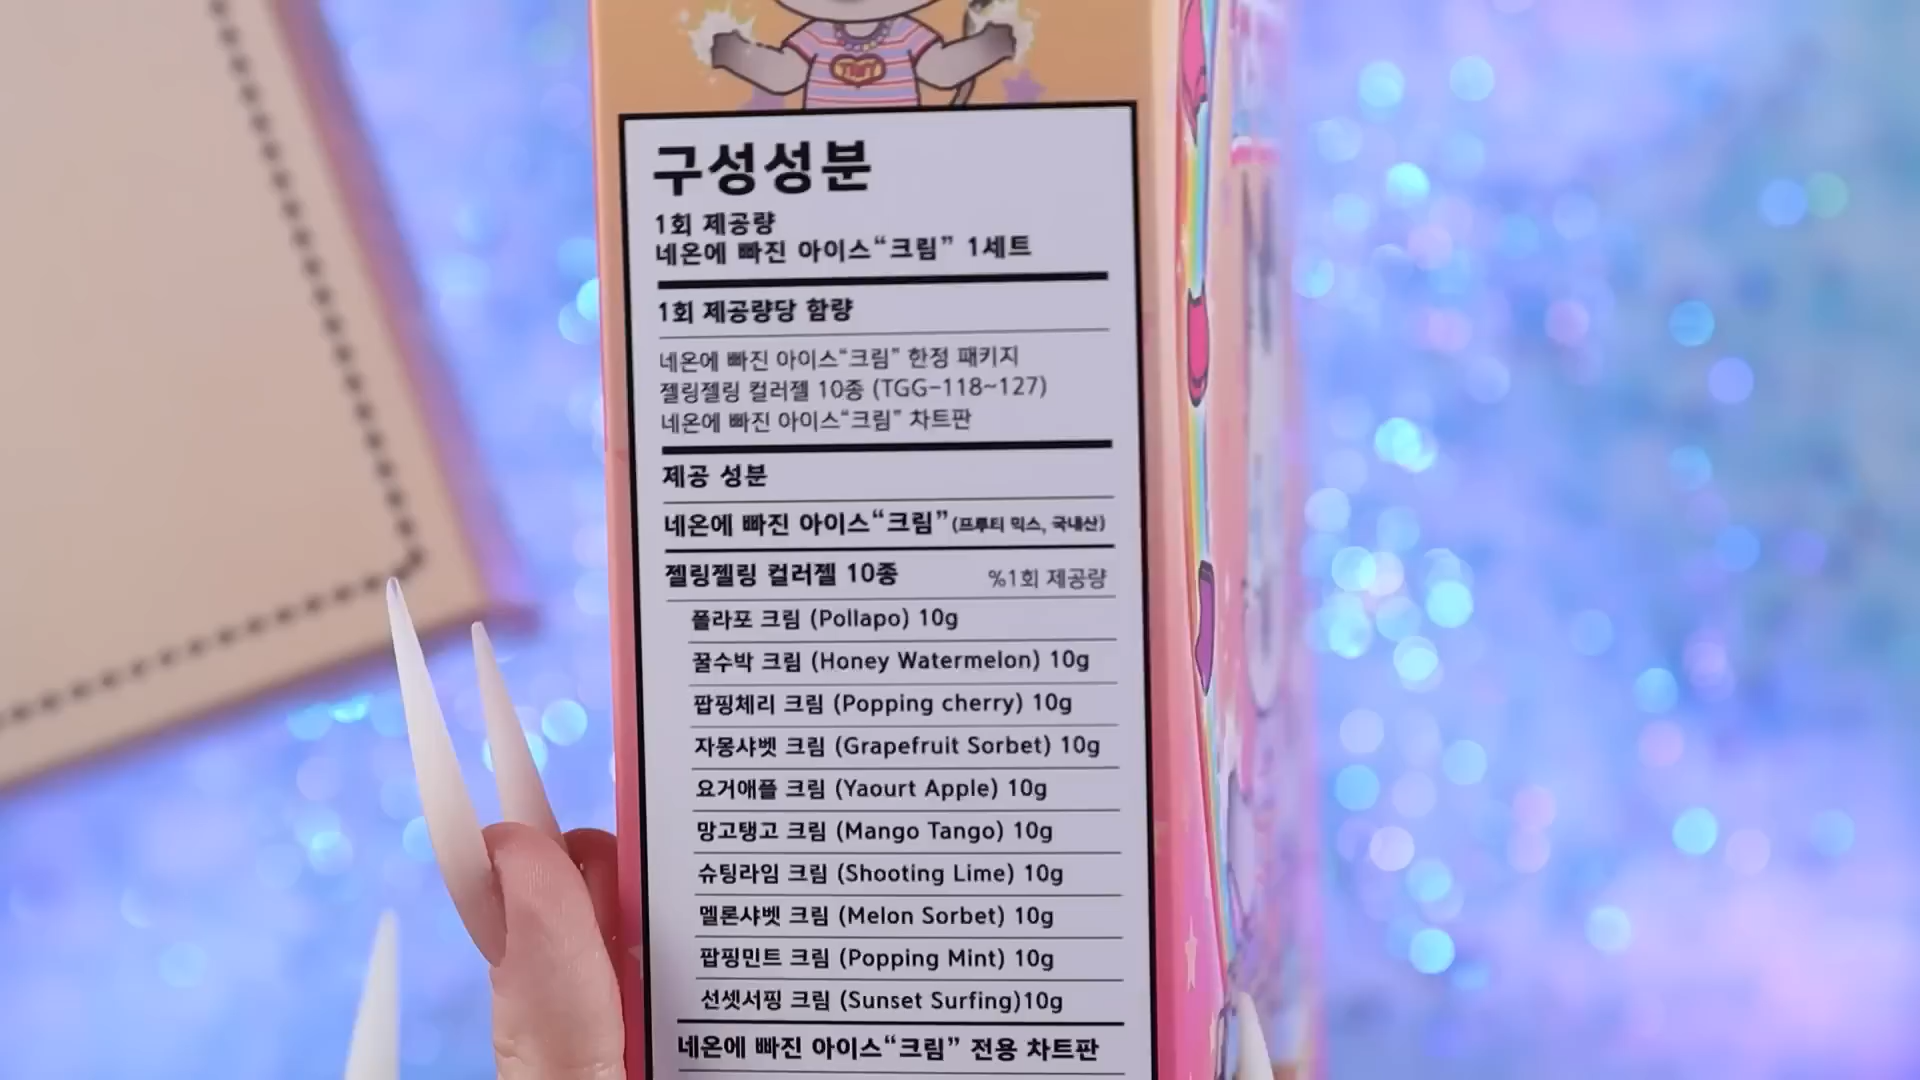 TWT
구성성분
1회 제공량
네온에 빠진 아이스“크림” 1세트
1회 제공량당 함량
네온에 빠진 아이스“크림” 한정 패키지
젤링젤링 컬러젤 10종 (TGG-118~127)
네온에 빠진 아이스“크림” 차트판
제공 성분
네온에 빠진 아이스“크림” (프루티 믹스, 국내산)
젤링젤링 컬러젤 10종 %1회 제공량
폴라포 크림 (Pollapo) 10g
꿀수박 크림 (Honey Watermelon) 10g
팝핑체리 크림 (Popping cherry) 10g
자몽샤벳 크림 (Grapefruit Sorbet) 10g
요거애플 크림 (Yaourt Apple) 10g
망고탱고 크림 (Mango Tango) 10g
슈팅라임 크림 (Shooting Lime) 10g
멜론샤벳 크림 (Melon Sorbet) 10g
팝핑민트 크림 (Popping Mint) 10g
선셋서핑 크림 (Sunset Surfing)10g
네온에 빠진 아이스“크림” 전용 차트판